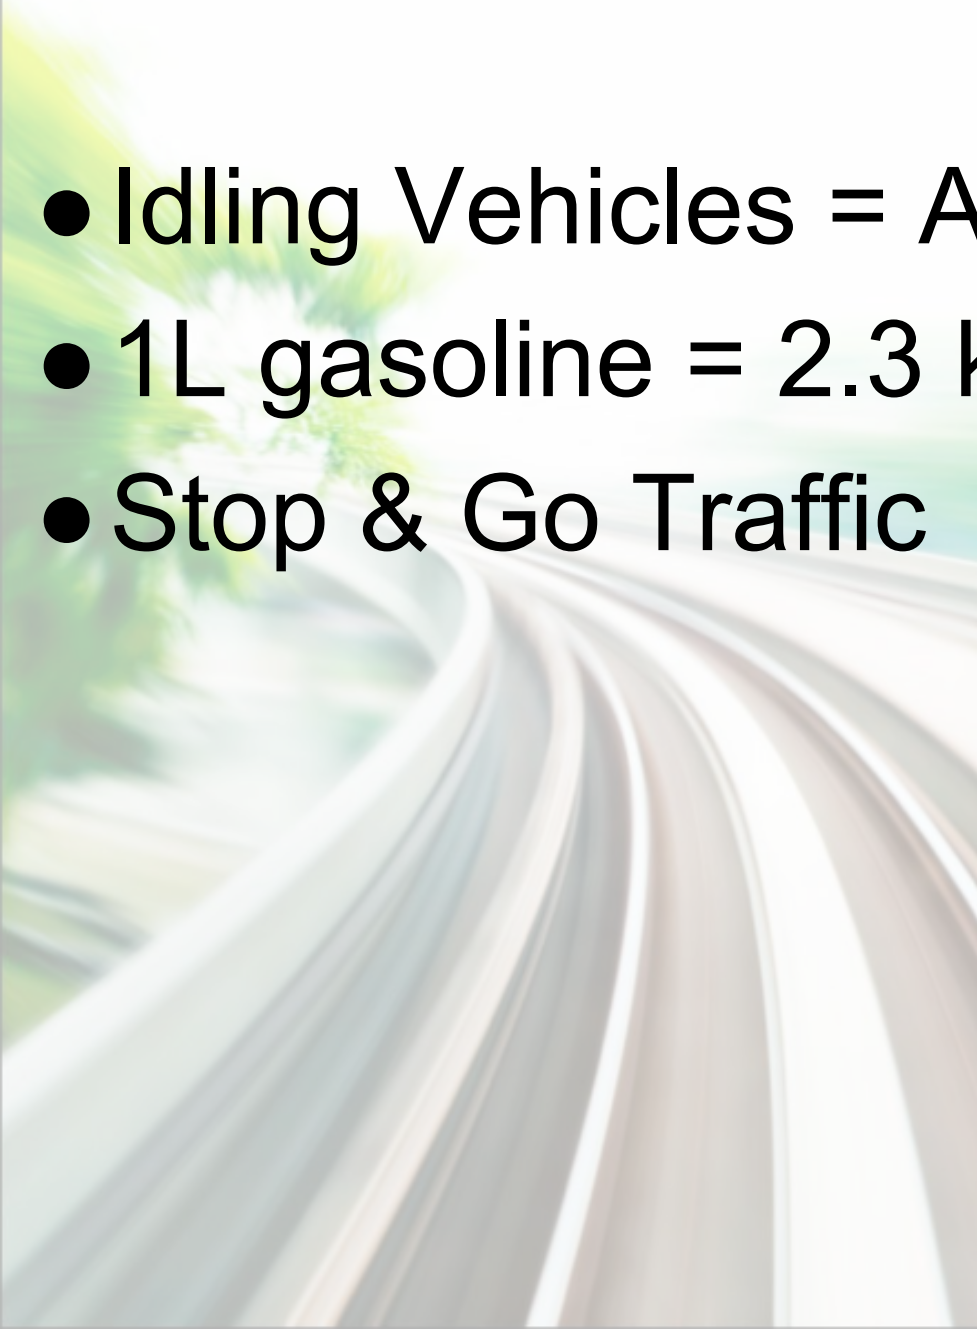 • Idling Vehicles = A
• 1L gasoline = 2.3
• Stop & Go Traffic